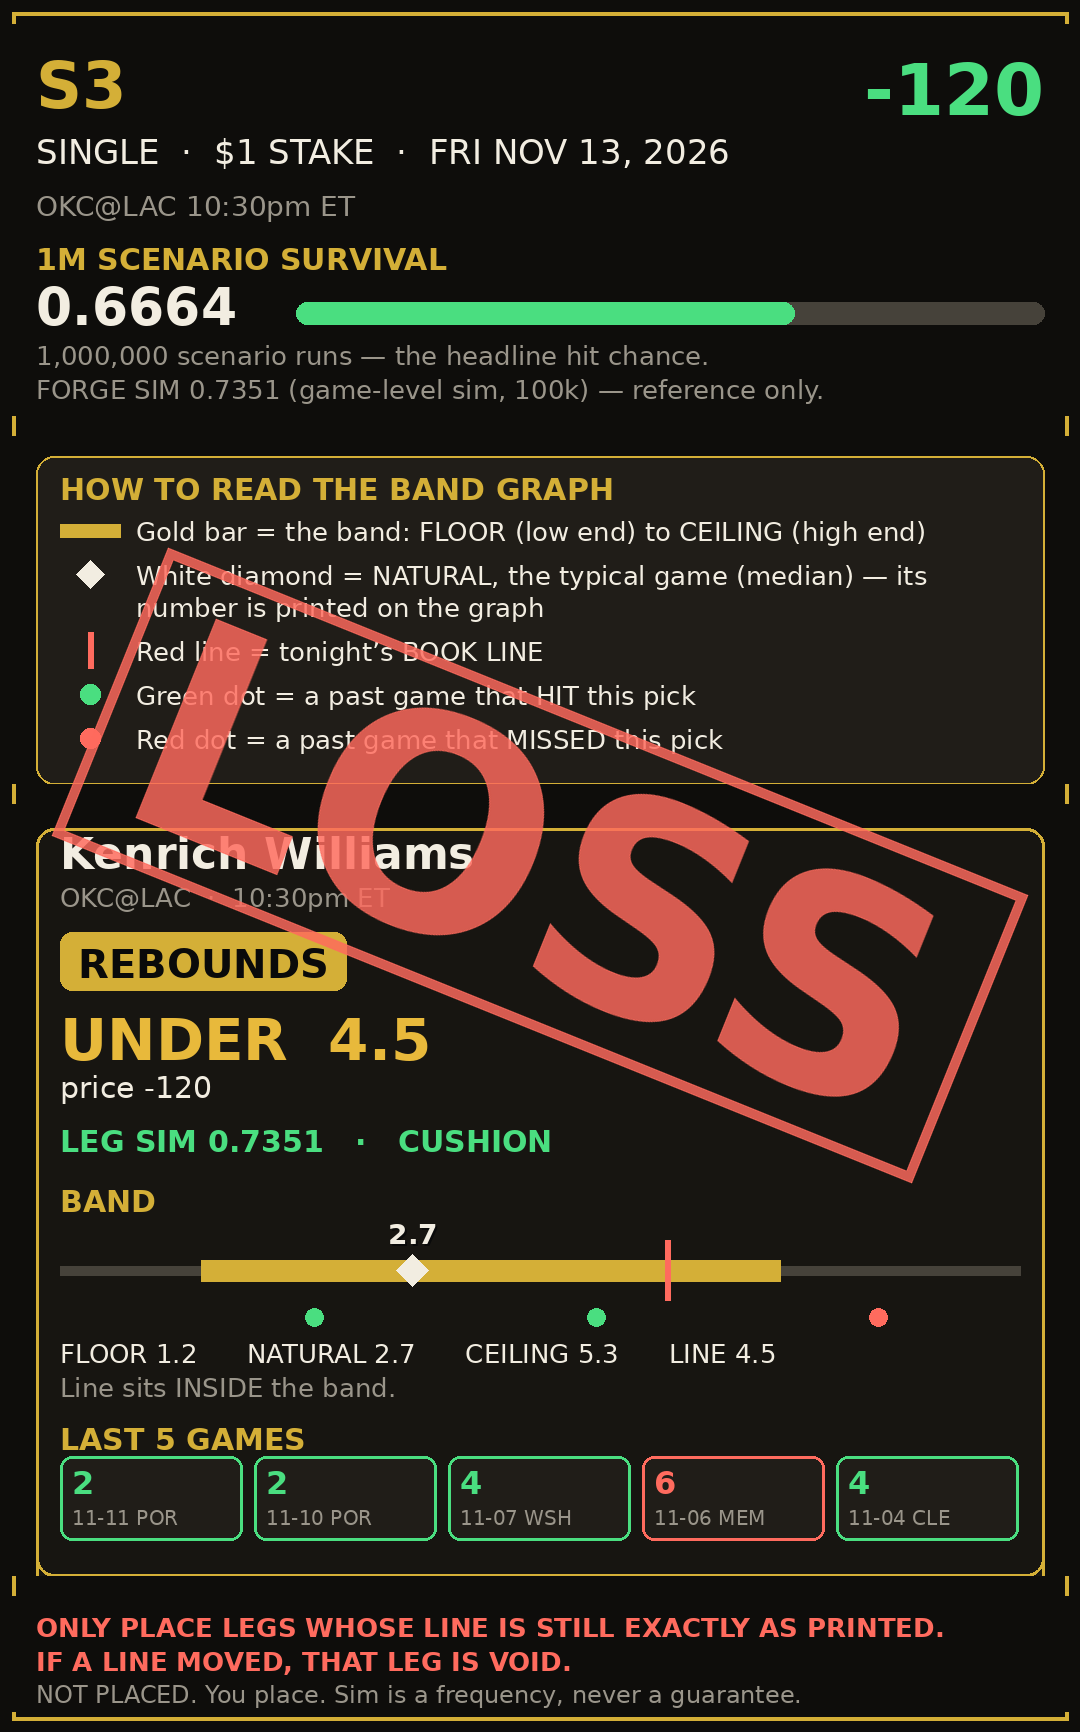 S3
-120
SINGLE · $1 STAKE · FRI NOV 13, 2026
OKC@LAC 10:30pm ET
1M SCENARIO SURVIVAL
0.6664
1,000,000 scenario runs — the headline hit chance.
FORGE SIM 0.7351 (game-level sim, 100k) — reference only.
HOW TO READ THE BAND GRAPH
Gold bar = the band: FLOOR (low end) to CEILING (high end)
White diamond = NATURAL, the typical game (median) — its
number is printed on the graph
Red line = tonight’s BOOK LINE
Green dot = a past game that HIT this pick
Red dot = a past game that MISSED this pick
LOSS
Kenrich Williams
OKC@LAC · 10:30pm ET
REBOUNDS
UNDER 4.5
price -120
LEG SIM 0.7351 · CUSHION
BAND
2.7
FLOOR 1.2 NATURAL 2.7 CEILING 5.3 LINE 4.5
Line sits INSIDE the band.
LAST 5 GAMES
2 2 4 6 4
11-11 POR 11-10 POR 11-07 WSH 11-06 MEM 11-04 CLE
ONLY PLACE LEGS WHOSE LINE IS STILL EXACTLY AS PRINTED.
IF A LINE MOVED, THAT LEG IS VOID.
NOT PLACED. You place. Sim is a frequency, never a guarantee.